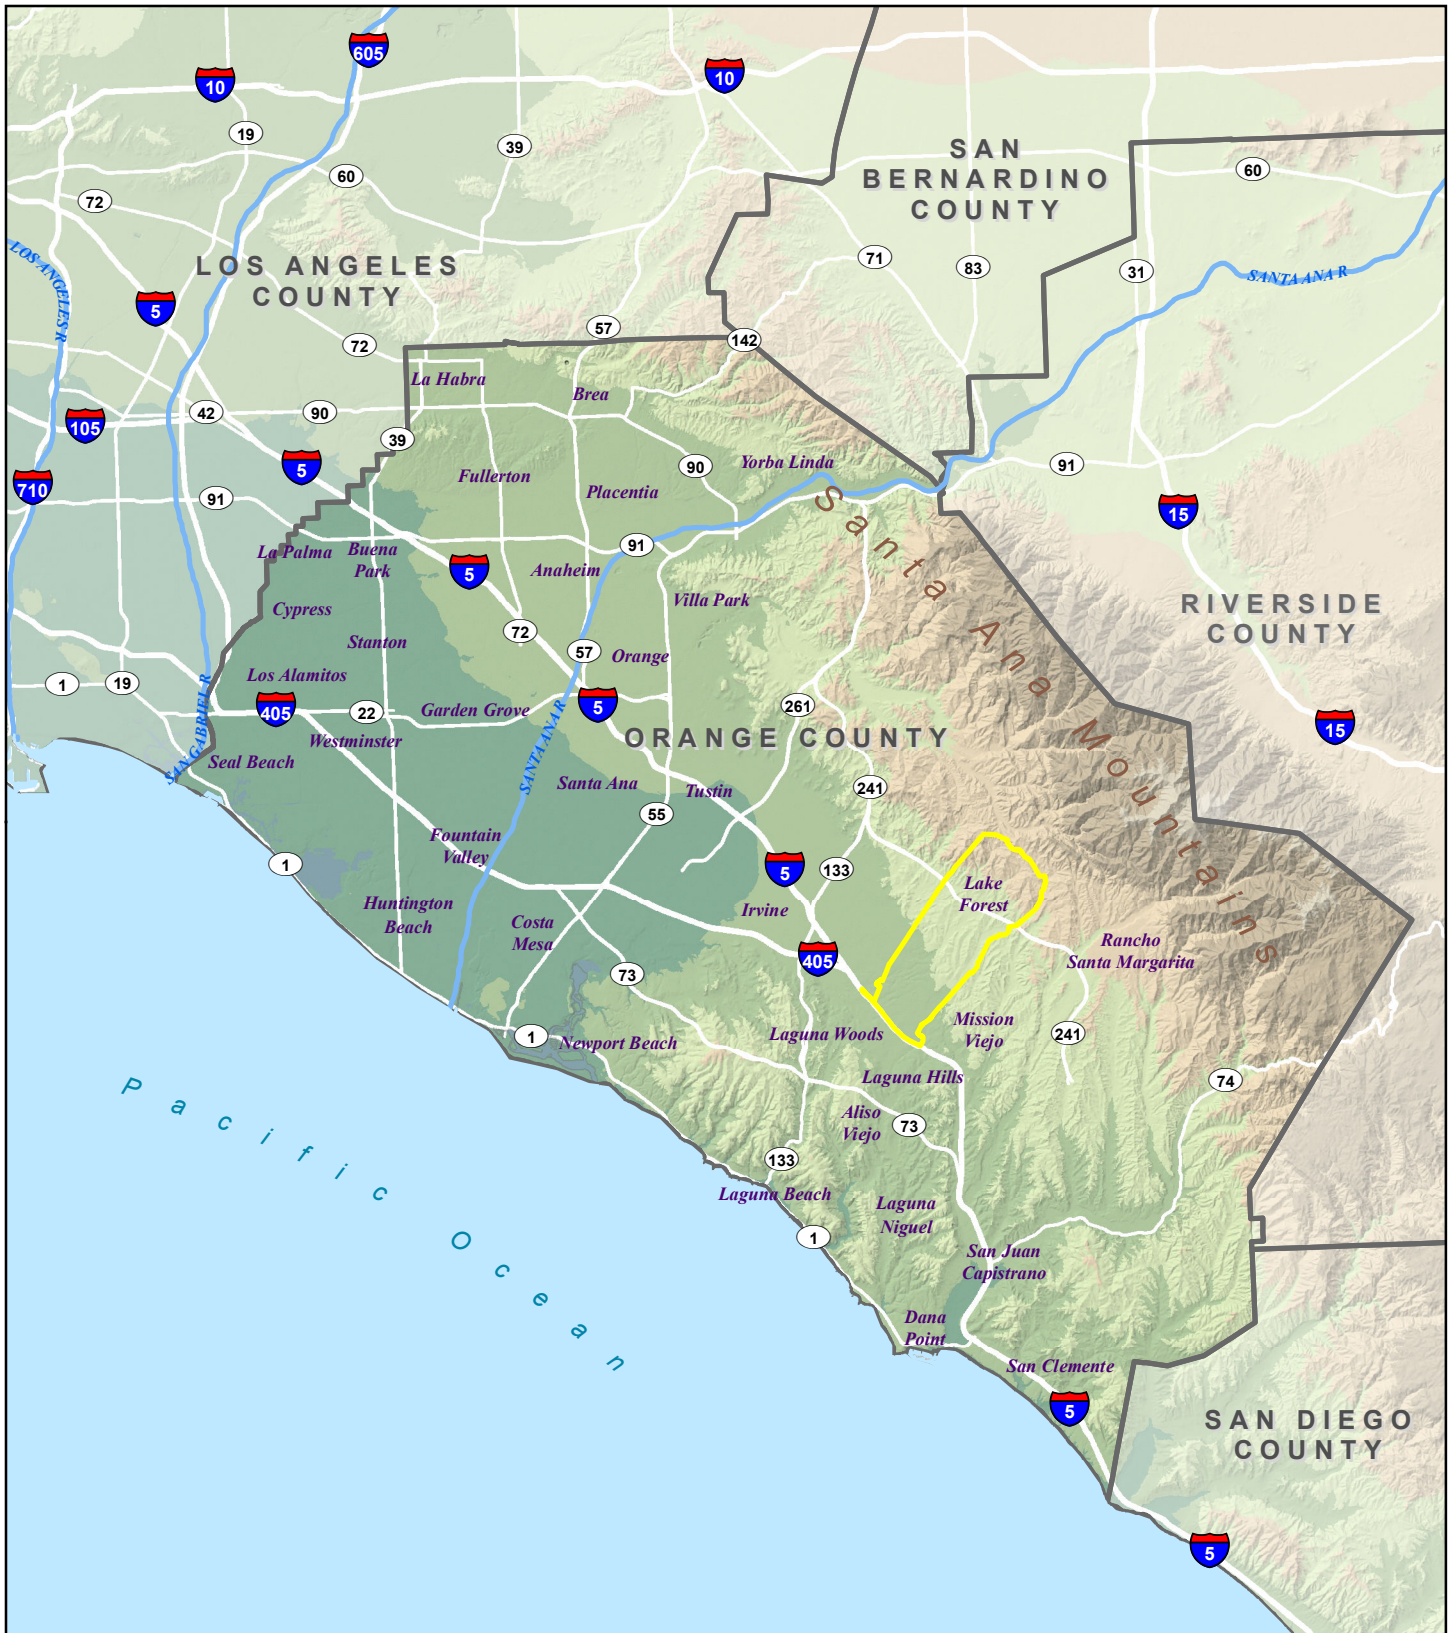 605
10
10
19
39
SAN
BERNARDINO
COUNTY
60
60
72
LOS ANGELES R
LOS ANGELES
COUNTY
71
83
31
SANTA ANA R
5
57
72
142
La Habra
Brea
42
90
105
39
5
Fullerton
90
Yorba Linda
91
710
91
Placentia
15
Santa Ana Mountains
La Palma
Buena
Park
91
5
Anaheim
Villa Park
Cypress
RIVERSIDE
COUNTY
72
Stanton
57
Orange
Los Alamitos
1
19
SAN GABRIEL R
405
22
Garden Grove
5
261
15
Westminster
ORANGE COUNTY
SANTA ANA R
Seal Beach
Santa Ana
Tustin
241
55
Fountain
Valley
1
5
133
Lake
Forest
Huntington
Beach
Irvine
Costa
Mesa
Rancho
Santa Margarita
405
73
Mission
Viejo
1
Newport Beach
Laguna Woods
241
Laguna Hills
74
Pacific Ocean
Aliso
Viejo
73
133
Laguna Beach
Laguna
Niguel
1
San Juan
Capistrano
Dana
Point
San Clemente
5
SAN DIEGO
COUNTY
5